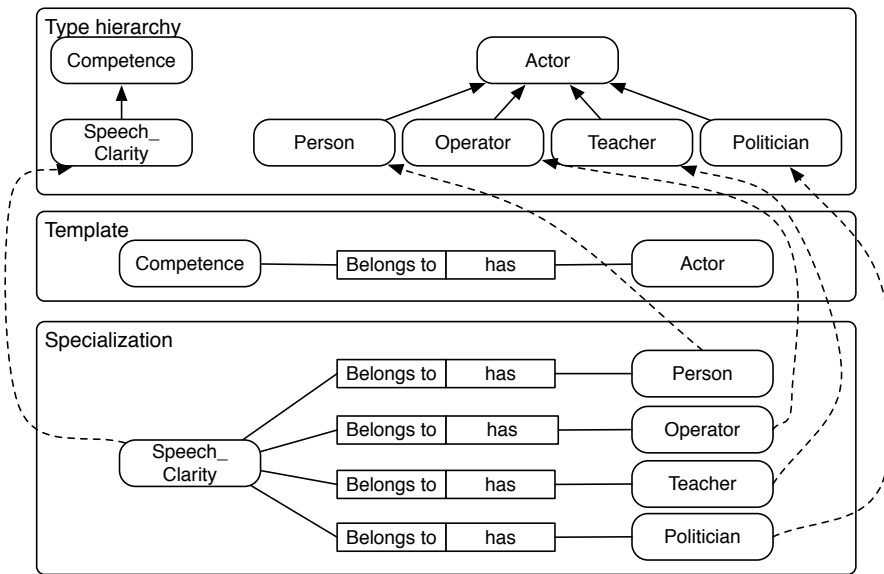 Type hierarchy
Competence
Actor
Speech_
Clarity
Person
Operator
Teacher
Politician
Template
Competence
Belongs to
has
Actor
Specialization
Belongs to
has
Person
Belongs to
has
Operator
Speech_
Clarity
Belongs to
has
Teacher
Belongs to
has
Politician